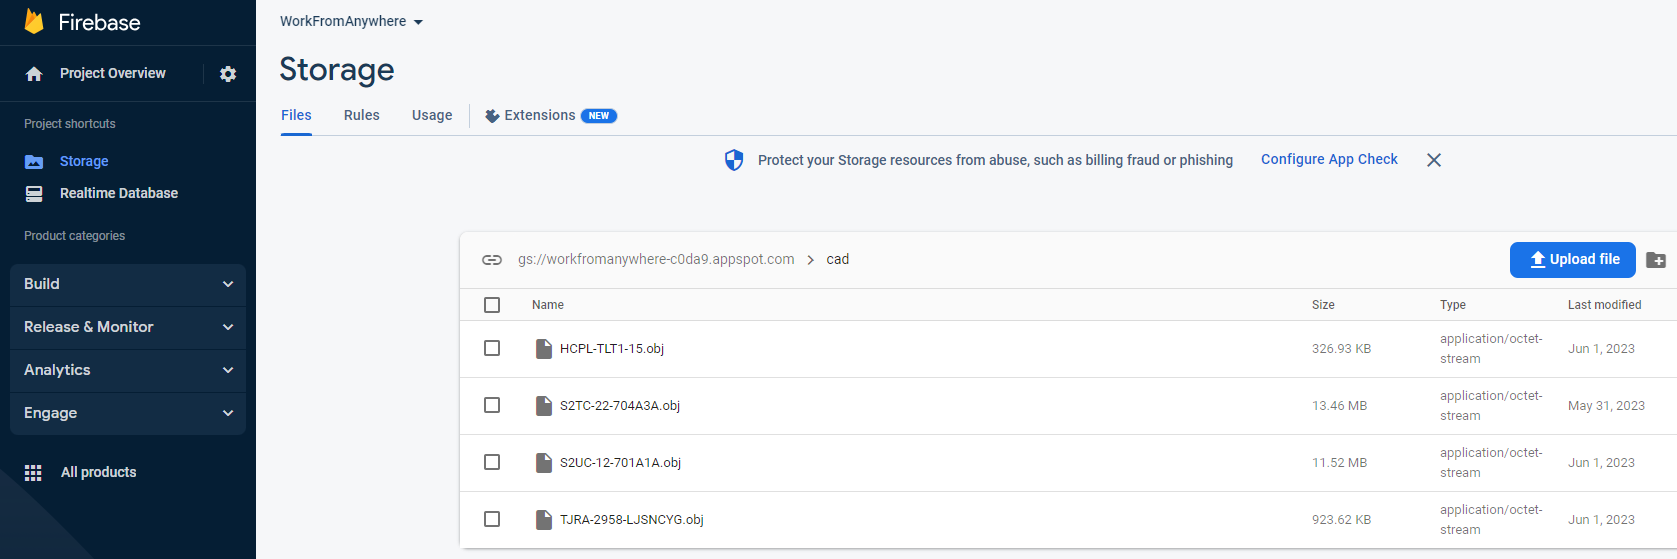 Firebase
WorkFromAnywhere
Project Overview
Storage
Files Rules Usage Extensions NEW
Project shortcuts
Storage
Realtime Database
Product categories
Build
Release & Monitor
Analytics
Engage
All products
Protect your Storage resources from abuse, such as billing fraud or phishing Configure App Check
gs://workfromanywhere-c0da9.appspot.com > cad Upload file
Name Size Type Last modified
HCPL-TLT1-15.obj 326.93 KB application/octet-
stream Jun 1, 2023
S2TC-22-704A3A.obj 13.46 MB application/octet-
stream May 31, 2023
S2UC-12-701A1A.obj 11.52 MB application/octet-
stream Jun 1, 2023
TJRA-2958-LJSNCYG.obj 923.62 KB application/octet-
stream Jun 1, 2023